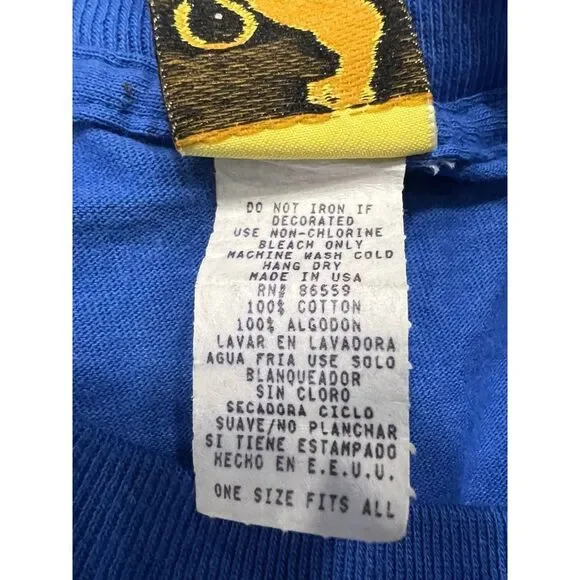 DO NOT IRON IF
DECORATED
USE NON-CHLORINE
BLEACH ONLY
MACHINE WASH COLD
HANG DRY
MADE IN USA
RN# 86559
100% COTTON
100% ALGODON
LAVAR EN LAVADORA
AGUA FRIA USE SOLO
BLANQUEADOR
SIN CLORO
SECADORA CICLO
SUAVE/NO PLANCHAR
SI TIENE ESTAMPADO
HECHO EN E.E.U.U.
ONE SIZE FITS ALL